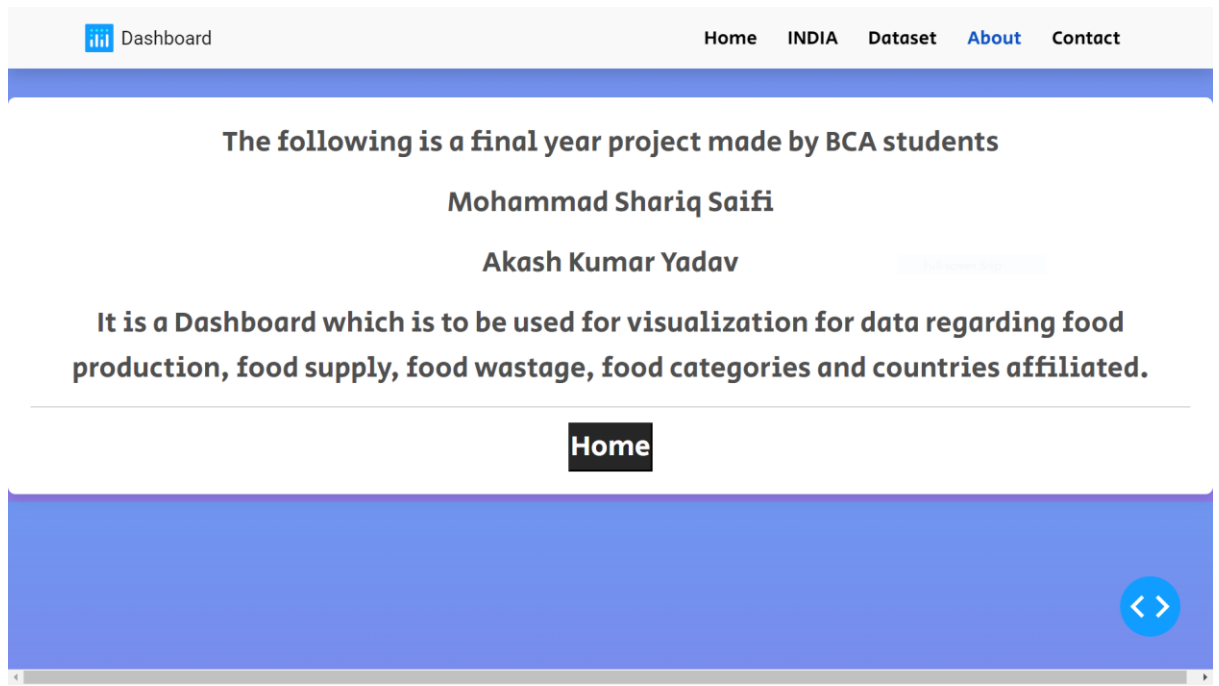 Dashboard
Home INDIA Dataset About Contact
The following is a final year project made by BCA students
Mohammad Shariq Saifi
Akash Kumar Yadav
It is a Dashboard which is to be used for visualization for data regarding food
production, food supply, food wastage, food categories and countries affiliated.
Home